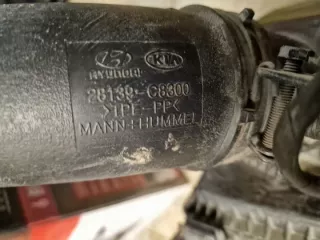 HYUNDAI KIA
28139-C8300
>TPE-PP<
MANN+HUMMEL